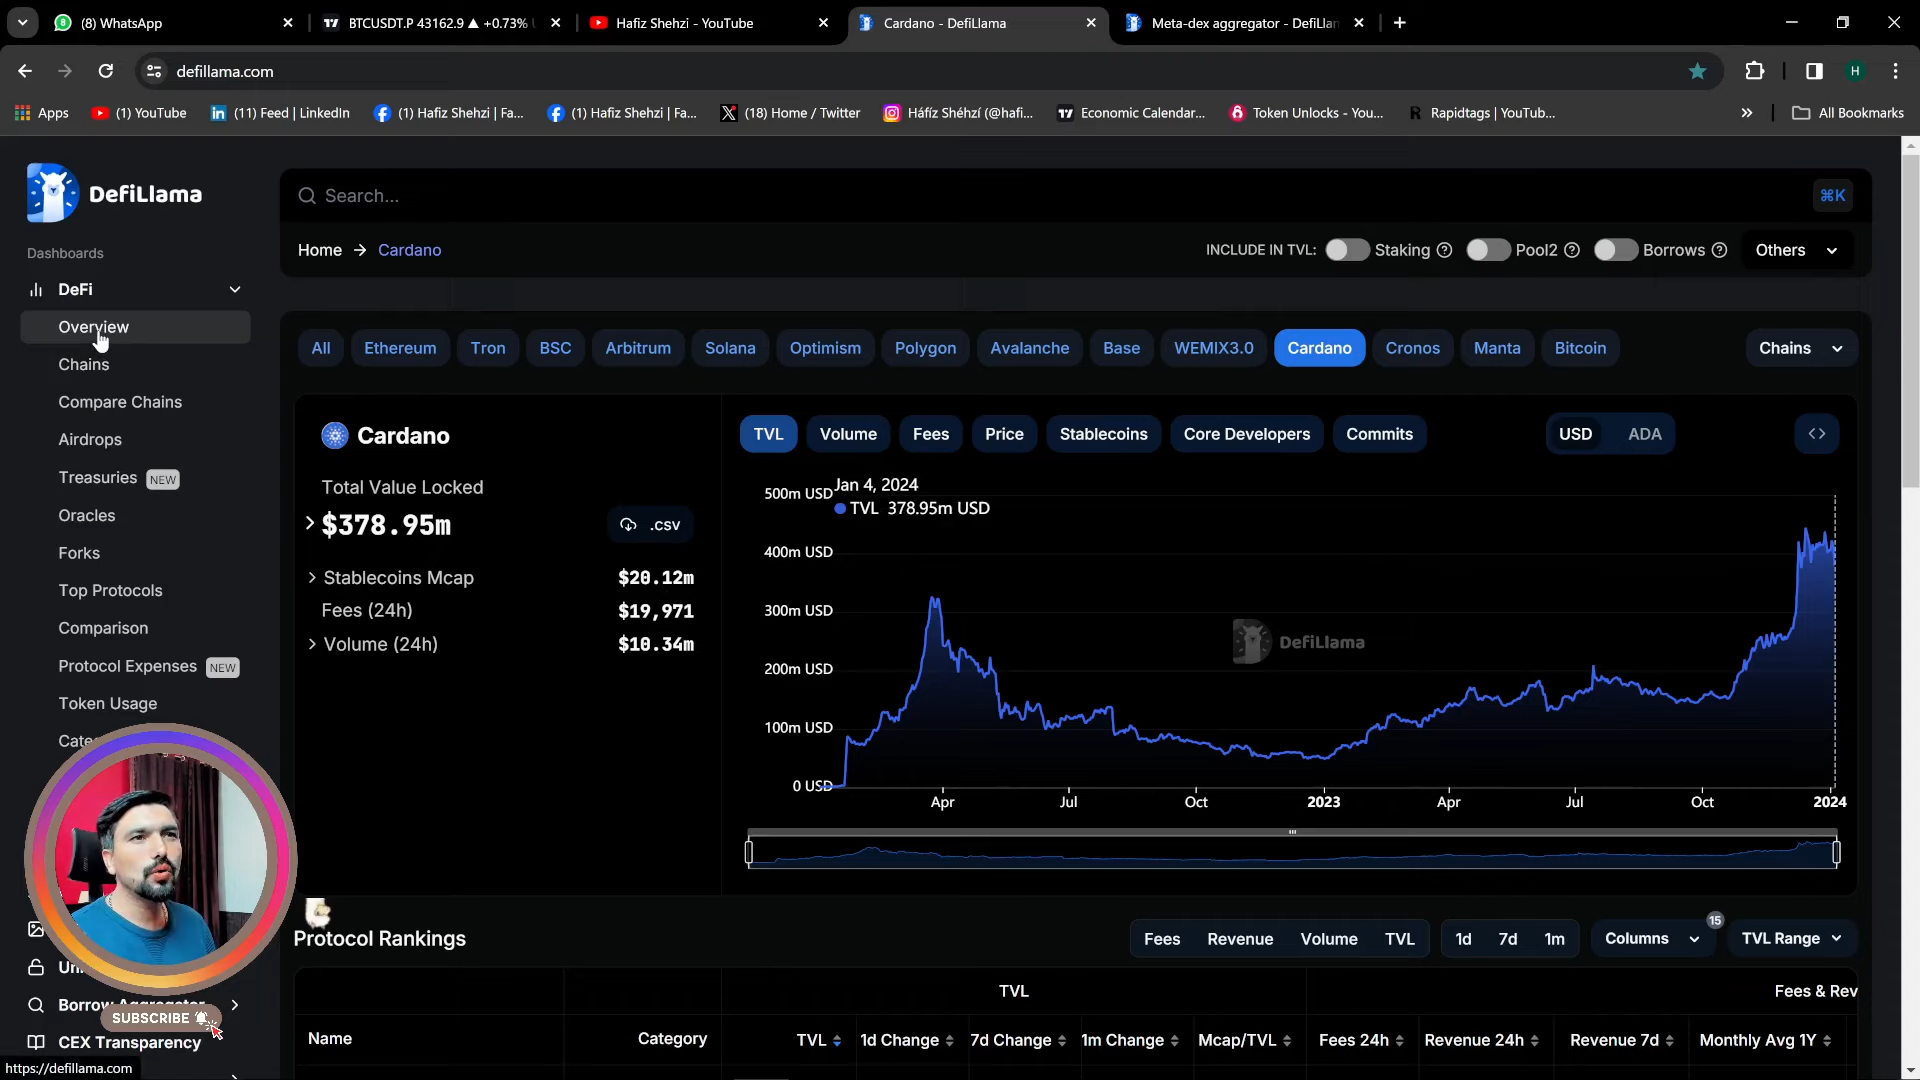 (8) WhatsApp
BTCUSDT.P 43162.9 ▲ +0.73%
Hafiz Shehzi - YouTube
Cardano - DefiLlama
Meta-dex aggregator - DefiLlam
defillama.com
H
Apps
(1) YouTube
(11) Feed | LinkedIn
(1) Hafiz Shehzi | Fa...
(1) Hafiz Shehzi | Fa...
(18) Home / Twitter
Háfíz Shéhzí (@hafi...
Economic Calendar...
Token Unlocks - You...
Rapidtags | YouTub...
All Bookmarks
DefiLlama
Search...
⌘K
Home → Cardano
INCLUDE IN TVL: Staking Pool2 Borrows Others
Dashboards
DeFi
Overview
Chains
Compare Chains
Airdrops
Treasuries NEW
Oracles
Forks
Top Protocols
Comparison
Protocol Expenses NEW
Token Usage
CEX Transparency
SUBSCRIBE
https://defillama.com
All Ethereum Tron BSC Arbitrum Solana Optimism Polygon Avalanche Base WEMIX3.0 Cardano Cronos Manta Bitcoin Chains
Cardano
Total Value Locked
$378.95m
.csv
Stablecoins Mcap $20.12m
Fees (24h) $19,971
Volume (24h) $10.34m
TVL Volume Fees Price Stablecoins Core Developers Commits USD ADA
Jan 4, 2024
TVL 378.95m USD
500m USD
400m USD
300m USD
200m USD
100m USD
0 USD
DefiLlama
Apr Jul Oct 2023 Apr Jul Oct 2024
Protocol Rankings
Fees Revenue Volume TVL 1d 7d 1m Columns 15 TVL Range
TVL Fees & Rev
Name Category TVL 1d Change 7d Change 1m Change Mcap/TVL Fees 24h Revenue 24h Revenue 7d Monthly Avg 1Y